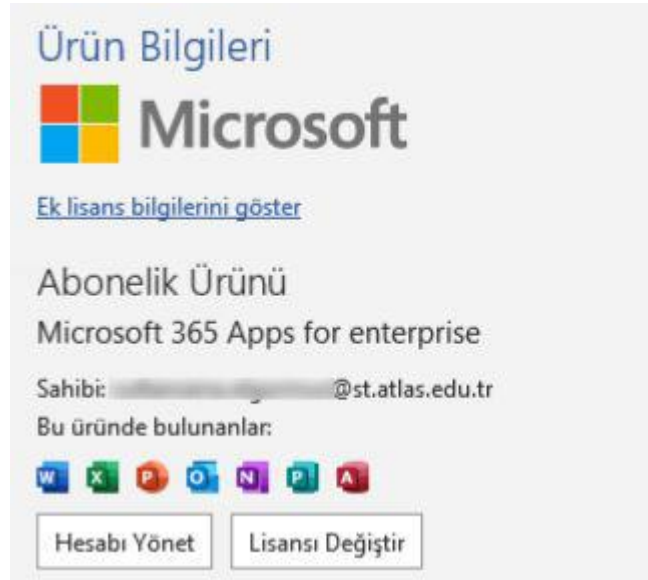 Ürün Bilgileri
Microsoft
Ek lisans bilgilerini göster
Abonelik Ürünü
Microsoft 365 Apps for enterprise
Sahibi: @st.atlas.edu.tr
Bu üründe bulunanlar:
W X P O N P A
Hesabı Yönet Lisansı Değiştir